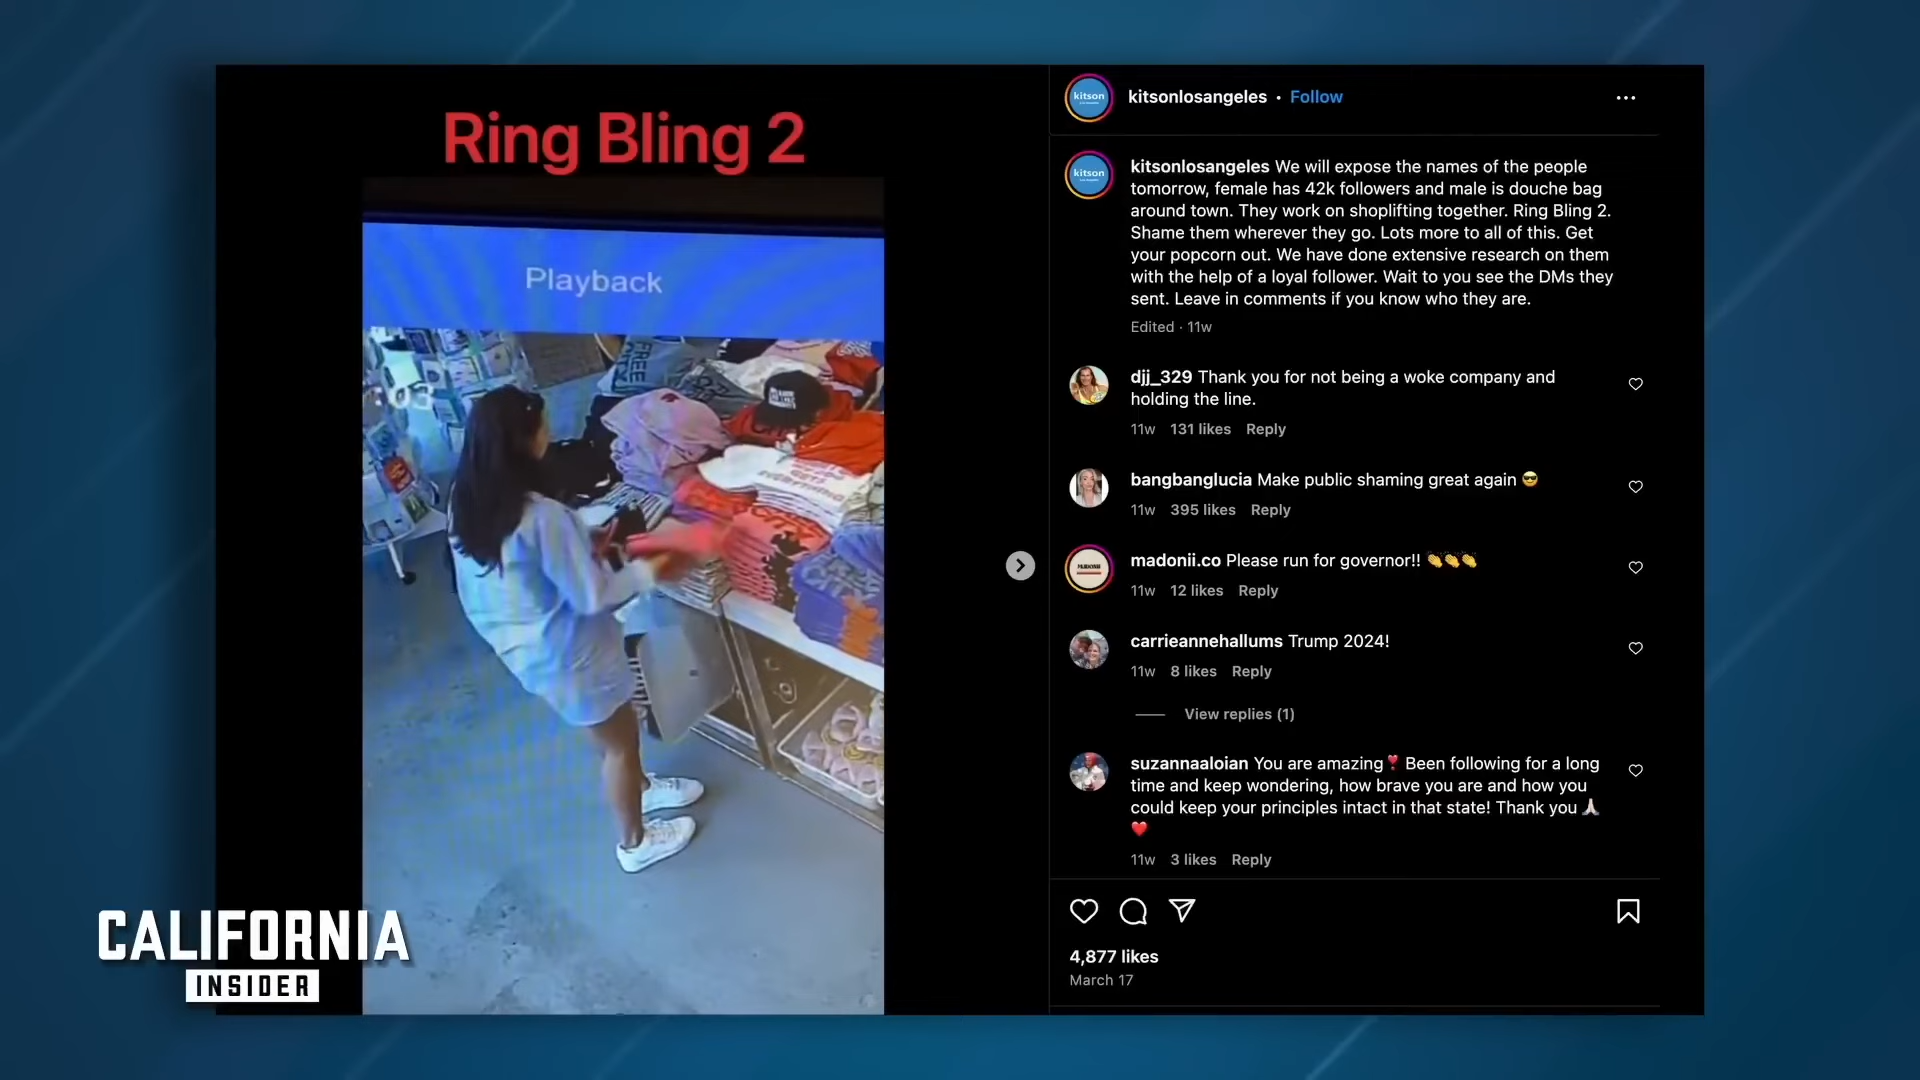 Ring Bling 2
Playback
FREE
CALIFORNIA
INSIDER
kitson
kitsonlosangeles • Follow
kitson
kitsonlosangeles We will expose the names of the people
tomorrow, female has 42k followers and male is douche bag
around town. They work on shoplifting together. Ring Bling 2.
Shame them wherever they go. Lots more to all of this. Get
your popcorn out. We have done extensive research on them
with the help of a loyal follower. Wait to you see the DMs they
sent. Leave in comments if you know who they are.
Edited · 11w
djj_329 Thank you for not being a woke company and
holding the line.
11w 131 likes Reply
bangbanglucia Make public shaming great again 😎
11w 395 likes Reply
madonii.co Please run for governor!! 👏👏👏
11w 12 likes Reply
carrieannehallums Trump 2024!
11w 8 likes Reply
View replies (1)
suzannaaloian You are amazing❣️ Been following for a long
time and keep wondering, how brave you are and how you
could keep your principles intact in that state! Thank you 🙏🏻
❤️
11w 3 likes Reply
4,877 likes
March 17